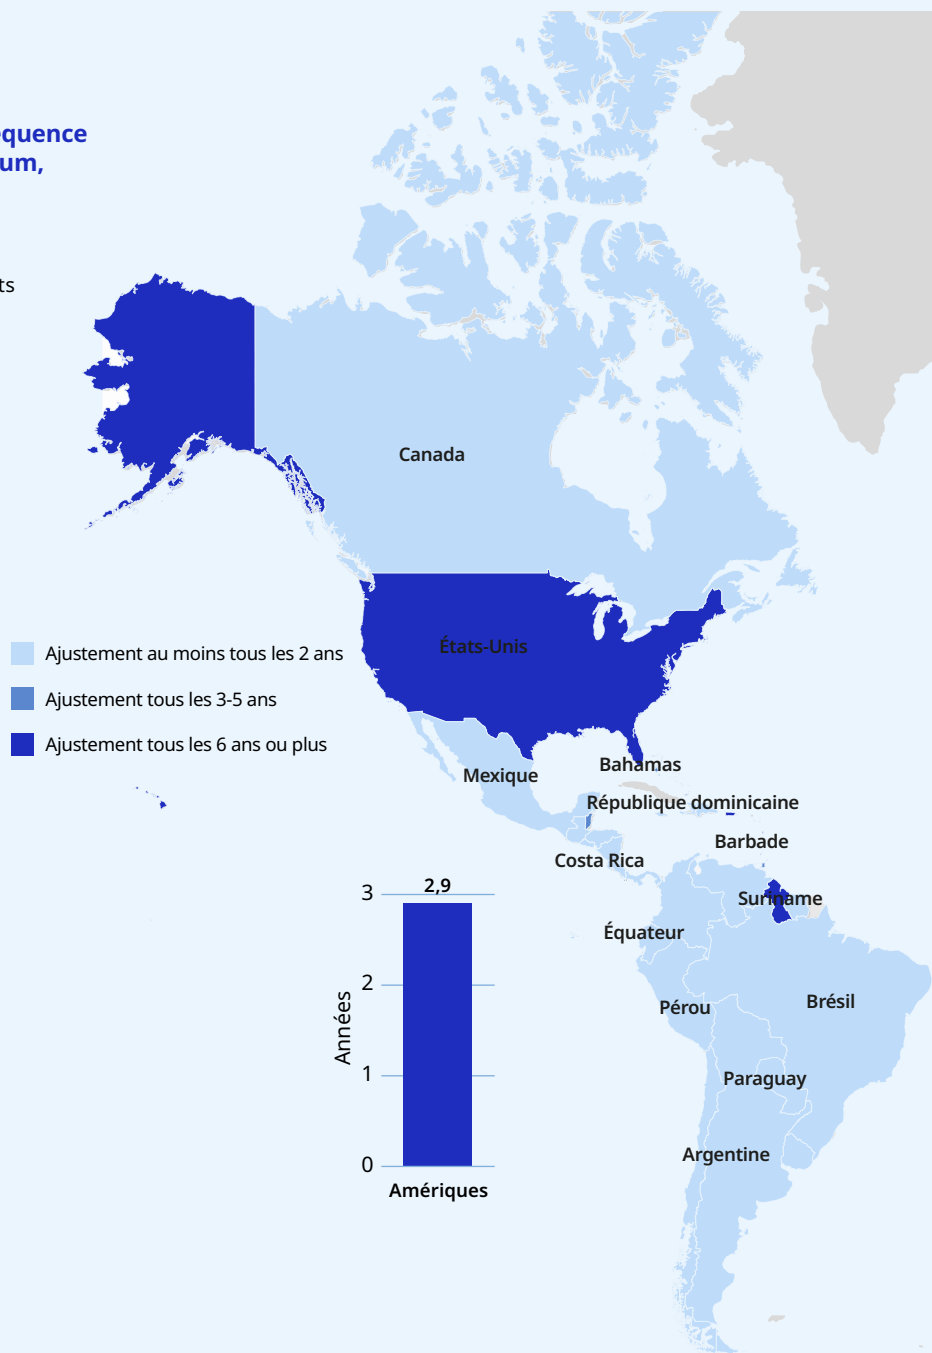 équence
um,
ts
Canada
États-Unis
Ajustement au moins tous les 2 ans
Ajustement tous les 3-5 ans
Ajustement tous les 6 ans ou plus
Bahamas
Mexique
République dominicaine
Barbade
Costa Rica
Suriname
Équateur
Pérou
Brésil
Paraguay
Argentine
2,9
3
2
1
0
Années
Amériques